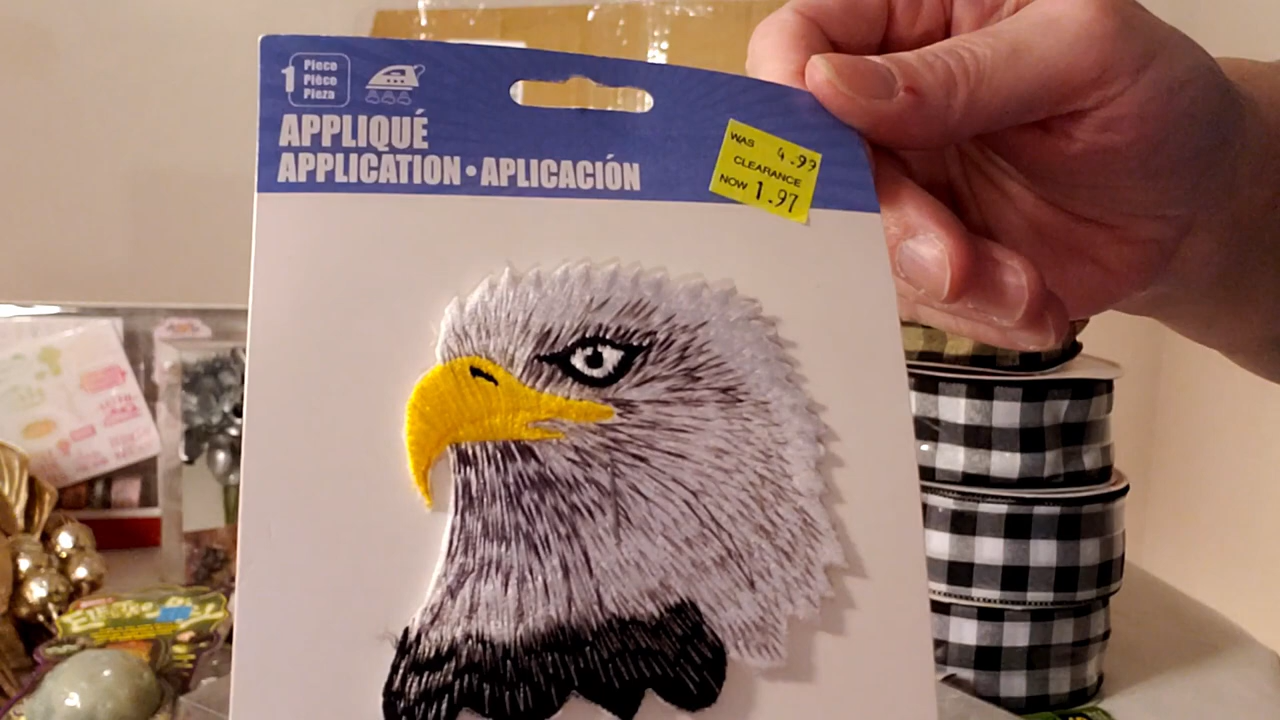 1 Piece
Pièce
Pieza
APPLIQUÉ
APPLICATION • APLICACIÓN
WAS 4.99
CLEARANCE
NOW 1.97